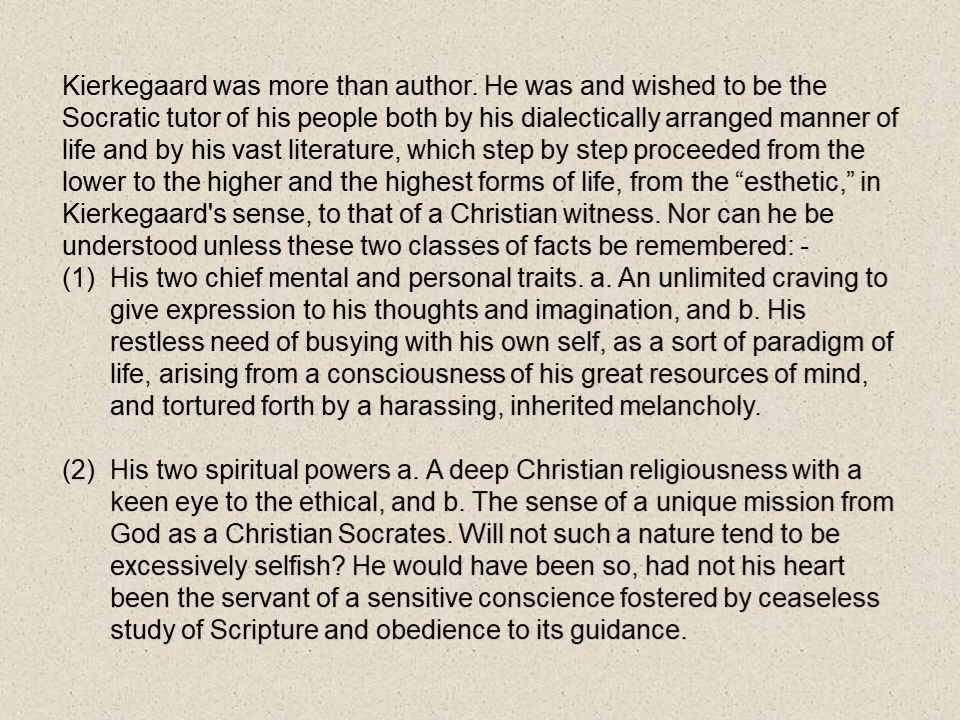 Kierkegaard was more than author. He was and wished to be the
Socratic tutor of his people both by his dialectically arranged manner of
life and by his vast literature, which step by step proceeded from the
lower to the higher and the highest forms of life, from the “esthetic,” in
Kierkegaard's sense, to that of a Christian witness. Nor can he be
understood unless these two classes of facts be remembered: -
(1) His two chief mental and personal traits. a. An unlimited craving to
give expression to his thoughts and imagination, and b. His
restless need of busying with his own self, as a sort of paradigm of
life, arising from a consciousness of his great resources of mind,
and tortured forth by a harassing, inherited melancholy.
(2) His two spiritual powers a. A deep Christian religiousness with a
keen eye to the ethical, and b. The sense of a unique mission from
God as a Christian Socrates. Will not such a nature tend to be
excessively selfish? He would have been so, had not his heart
been the servant of a sensitive conscience fostered by ceaseless
study of Scripture and obedience to its guidance.